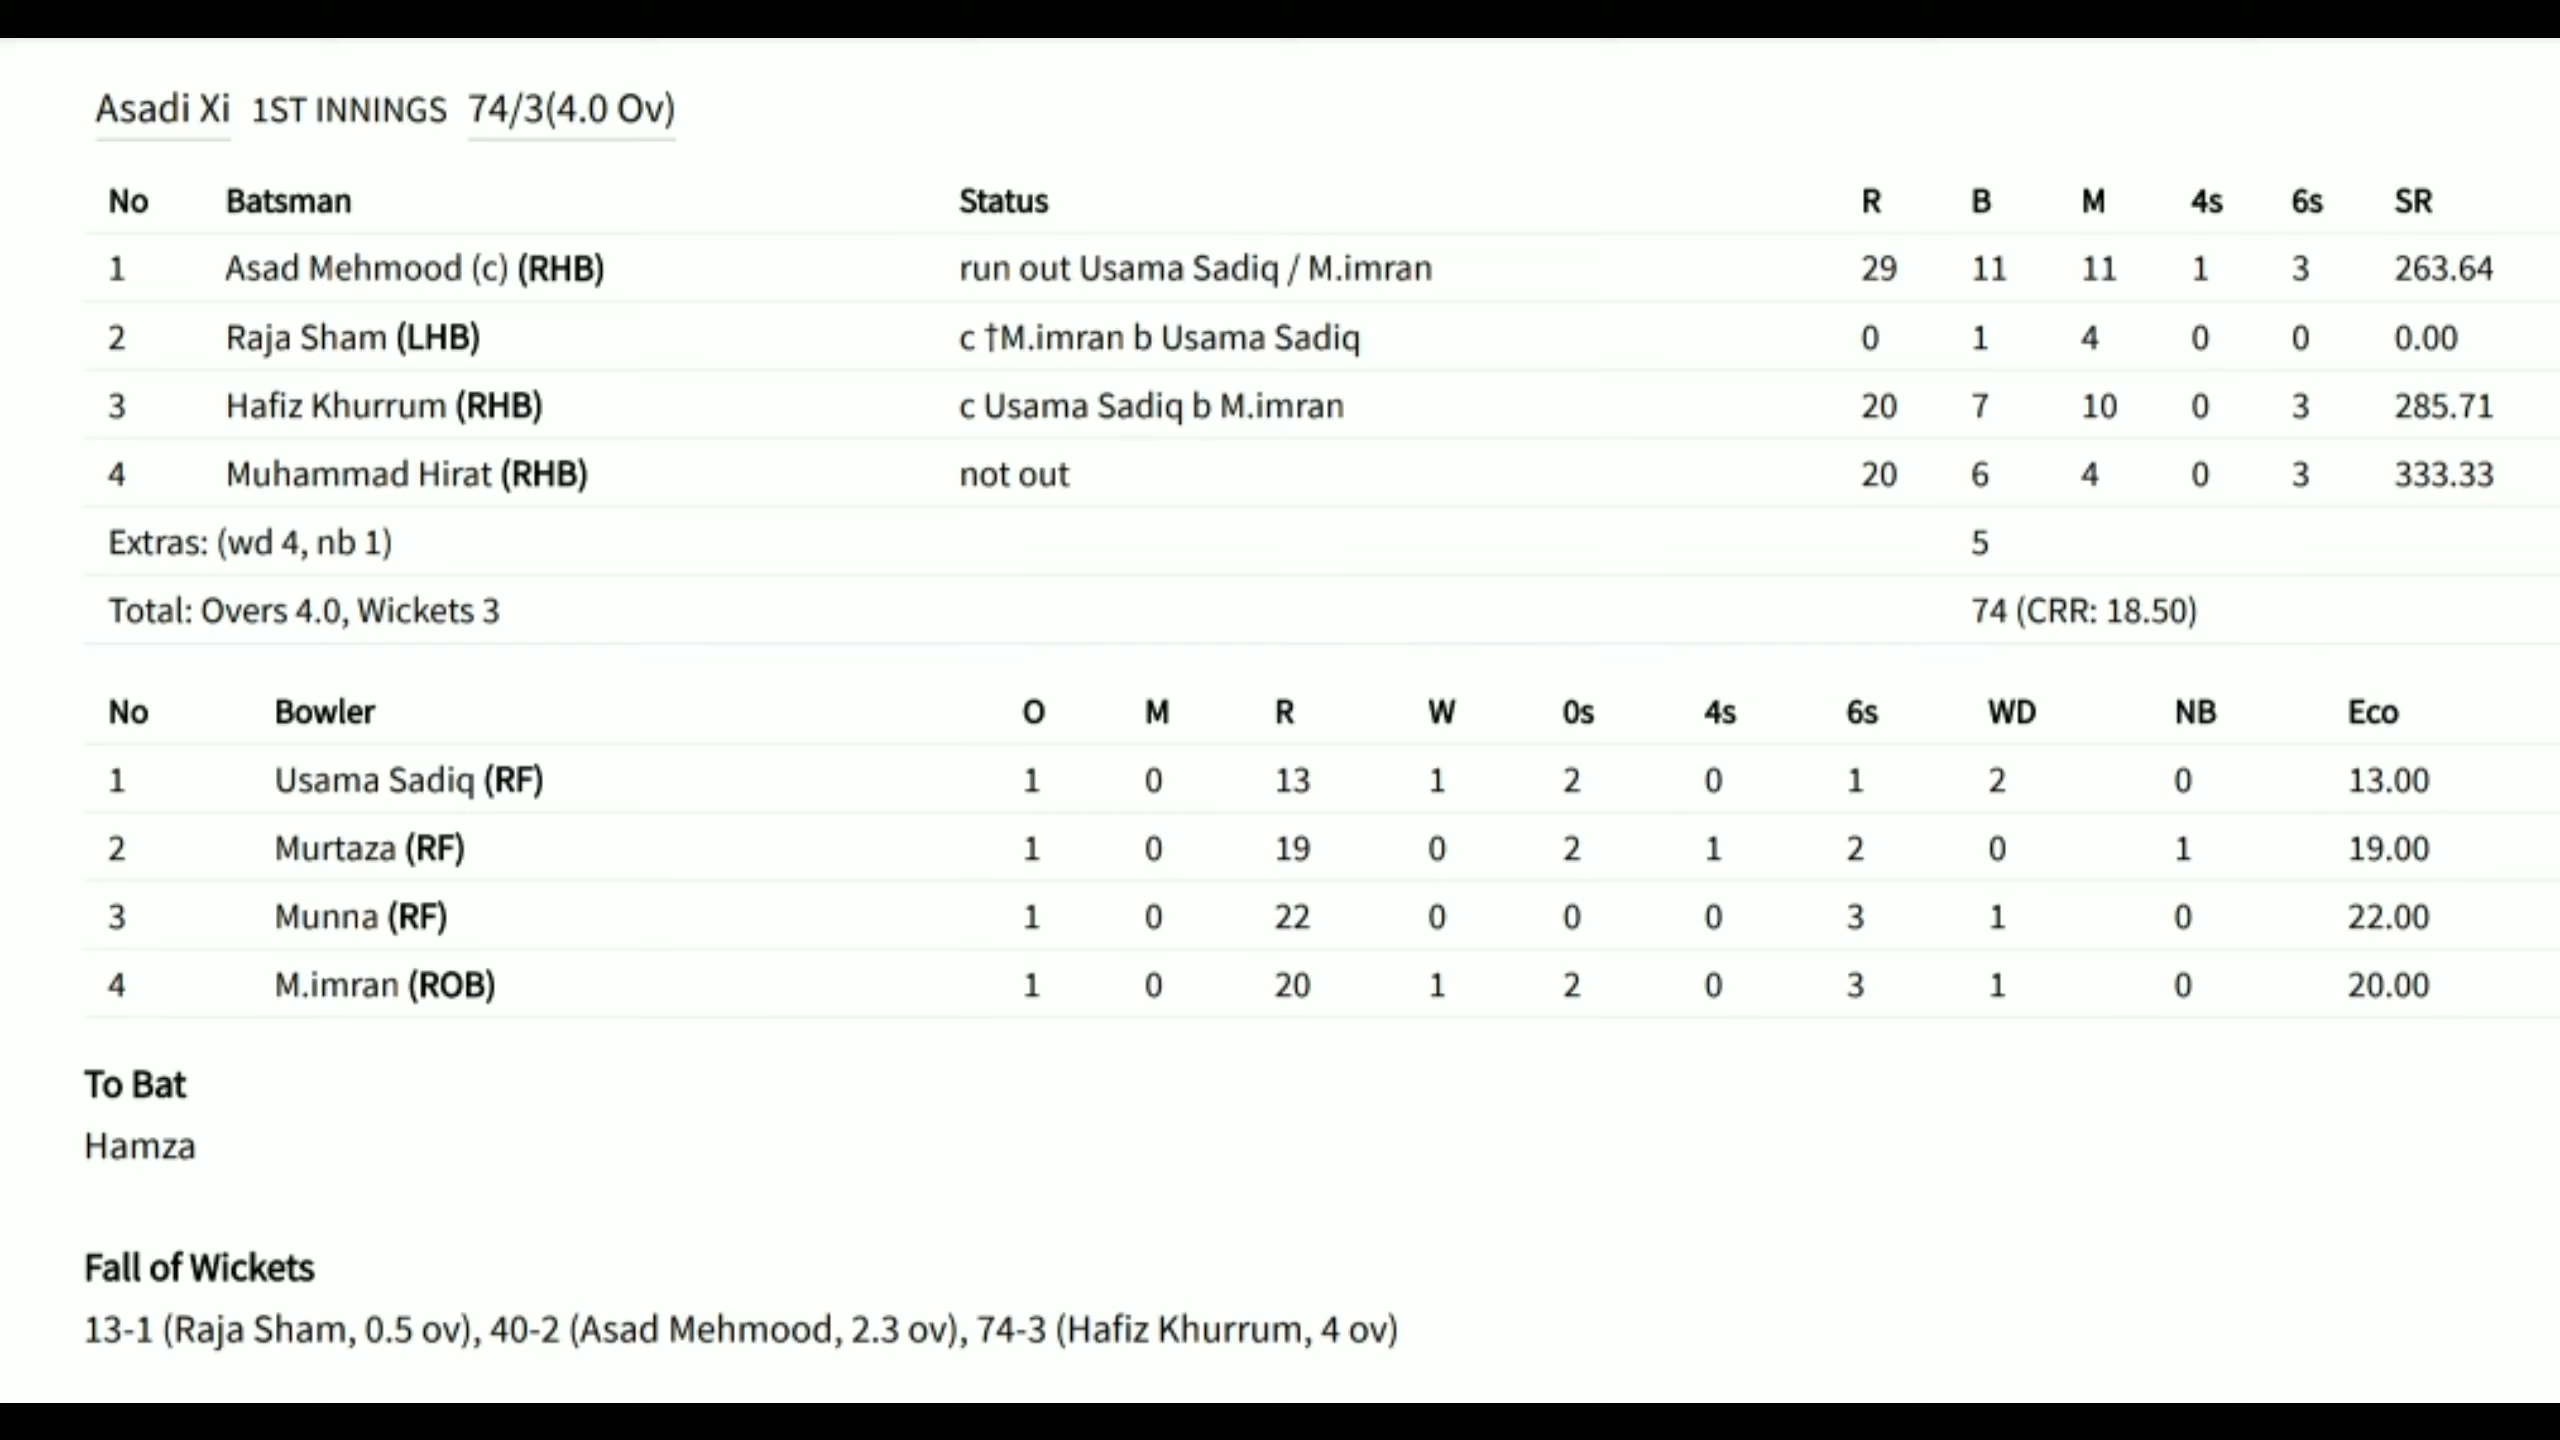 Asadi Xi 1ST INNINGS 74/3(4.0 Ov)
No Batsman Status R B M 4s 6s SR
1 Asad Mehmood (c) (RHB) run out Usama Sadiq / M.imran 29 11 11 1 3 263.64
2 Raja Sham (LHB) c †M.imran b Usama Sadiq 0 1 4 0 0 0.00
3 Hafiz Khurrum (RHB) c Usama Sadiq b M.imran 20 7 10 0 3 285.71
4 Muhammad Hirat (RHB) not out 20 6 4 0 3 333.33
Extras: (wd 4, nb 1) 5
Total: Overs 4.0, Wickets 3 74 (CRR: 18.50)
No Bowler O M R W 0s 4s 6s WD NB Eco
1 Usama Sadiq (RF) 1 0 13 1 2 0 1 2 0 13.00
2 Murtaza (RF) 1 0 19 0 2 1 2 0 1 19.00
3 Munna (RF) 1 0 22 0 0 0 3 1 0 22.00
4 M.imran (ROB) 1 0 20 1 2 0 3 1 0 20.00
To Bat
Hamza
Fall of Wickets
13-1 (Raja Sham, 0.5 ov), 40-2 (Asad Mehmood, 2.3 ov), 74-3 (Hafiz Khurrum, 4 ov)